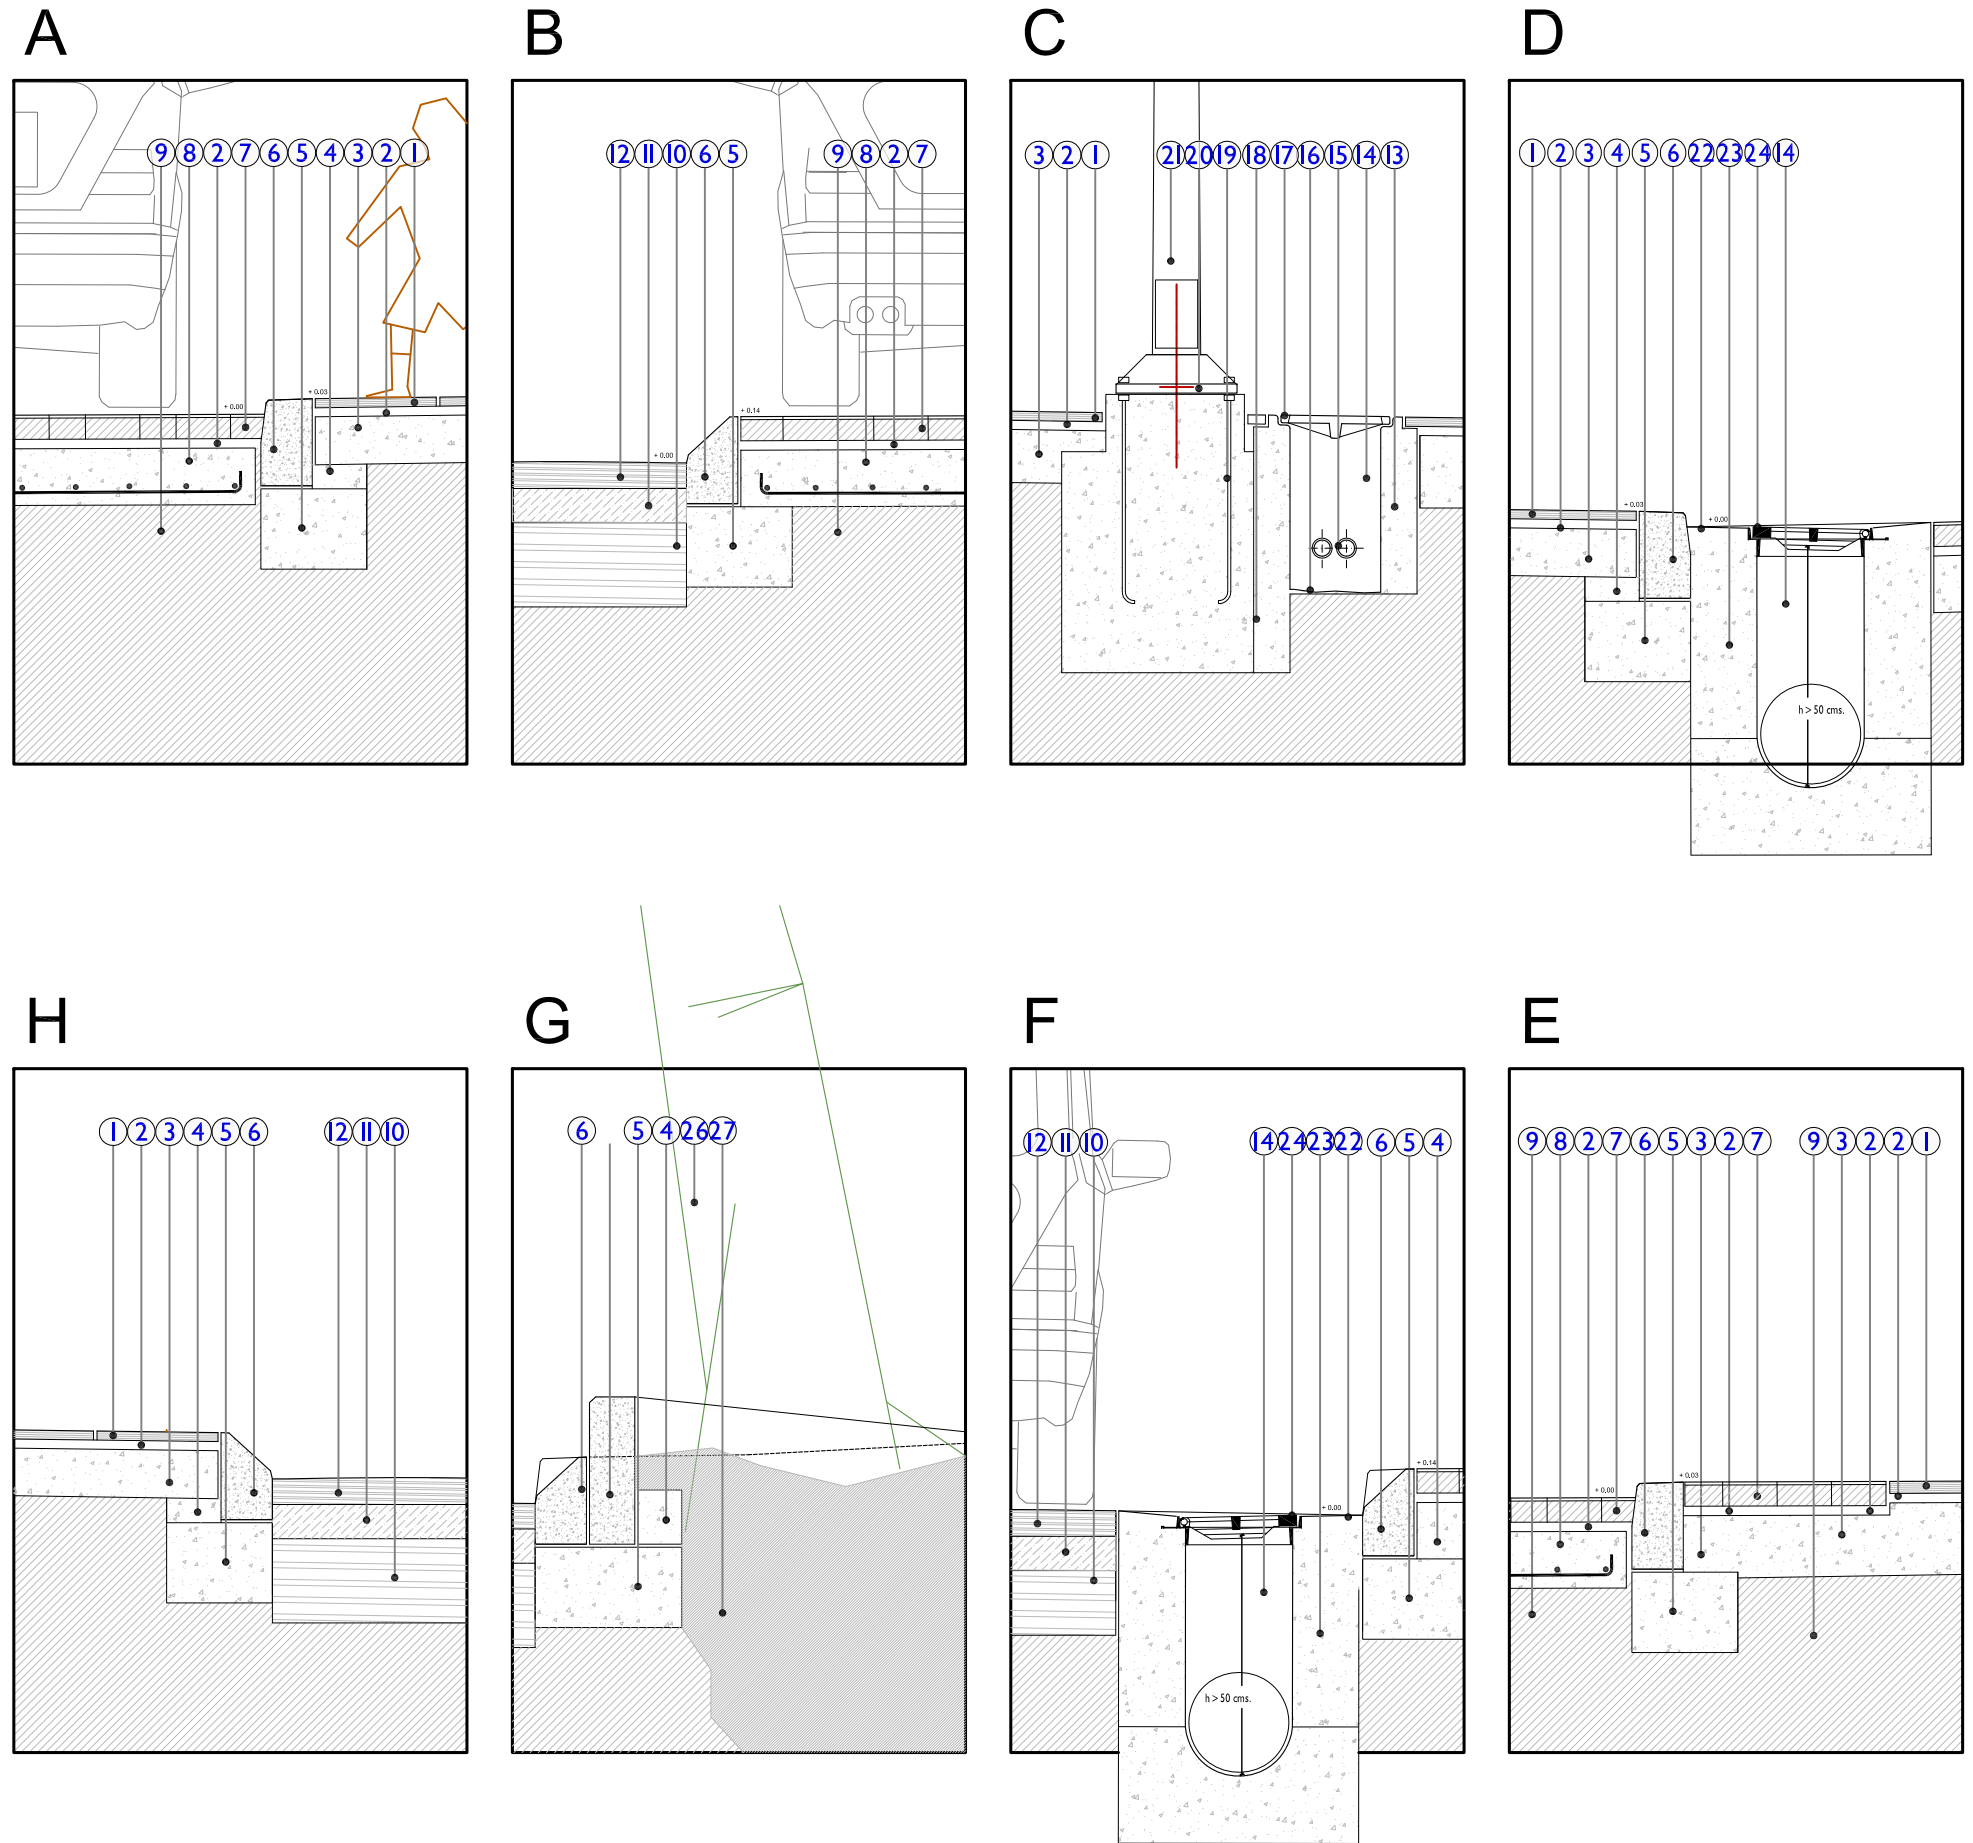 A B C D
9 8 2 7 6 5 4 3 2 1
+ 0.00
+ 0.03
12 11 10 6 5 9 8 2 7
+ 0.14
+ 0.00
3 2 1 21 20 19 18 17 16 15 14 13
1 2 3 4 5 6 22 23 24 14
+ 0.03
+ 0.00
h > 50 cms.
H G F E
1 2 3 4 5 6 12 11 10
6 5 4 26 27
12 11 10 14 24 23 22 6 5 4
+ 0.14
+ 0.00
h > 50 cms.
9 8 2 7 6 5 3 2 7 9 3 2 2 1
+ 0.03
+ 0.00